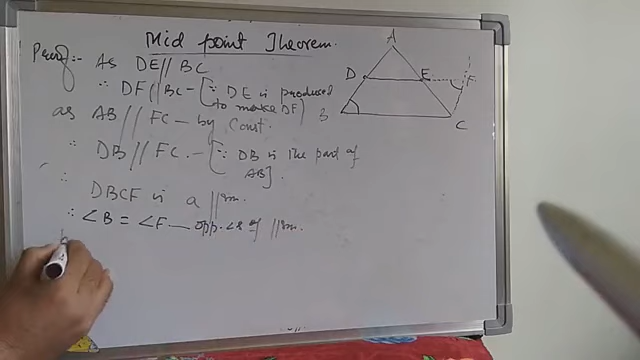 Mid point Theorem.
Proof:- As DE//BC
∴ DF//BC - [∵ DE is produced
to make DF]
as AB//FC - by Const.
∴ DB//FC. - [∵ DB is the part of
AB].
∴ DBCF is a //gm.
∴ ∠B = ∠F - opp. ∠s of //gm.
A
D
E
F
B
C